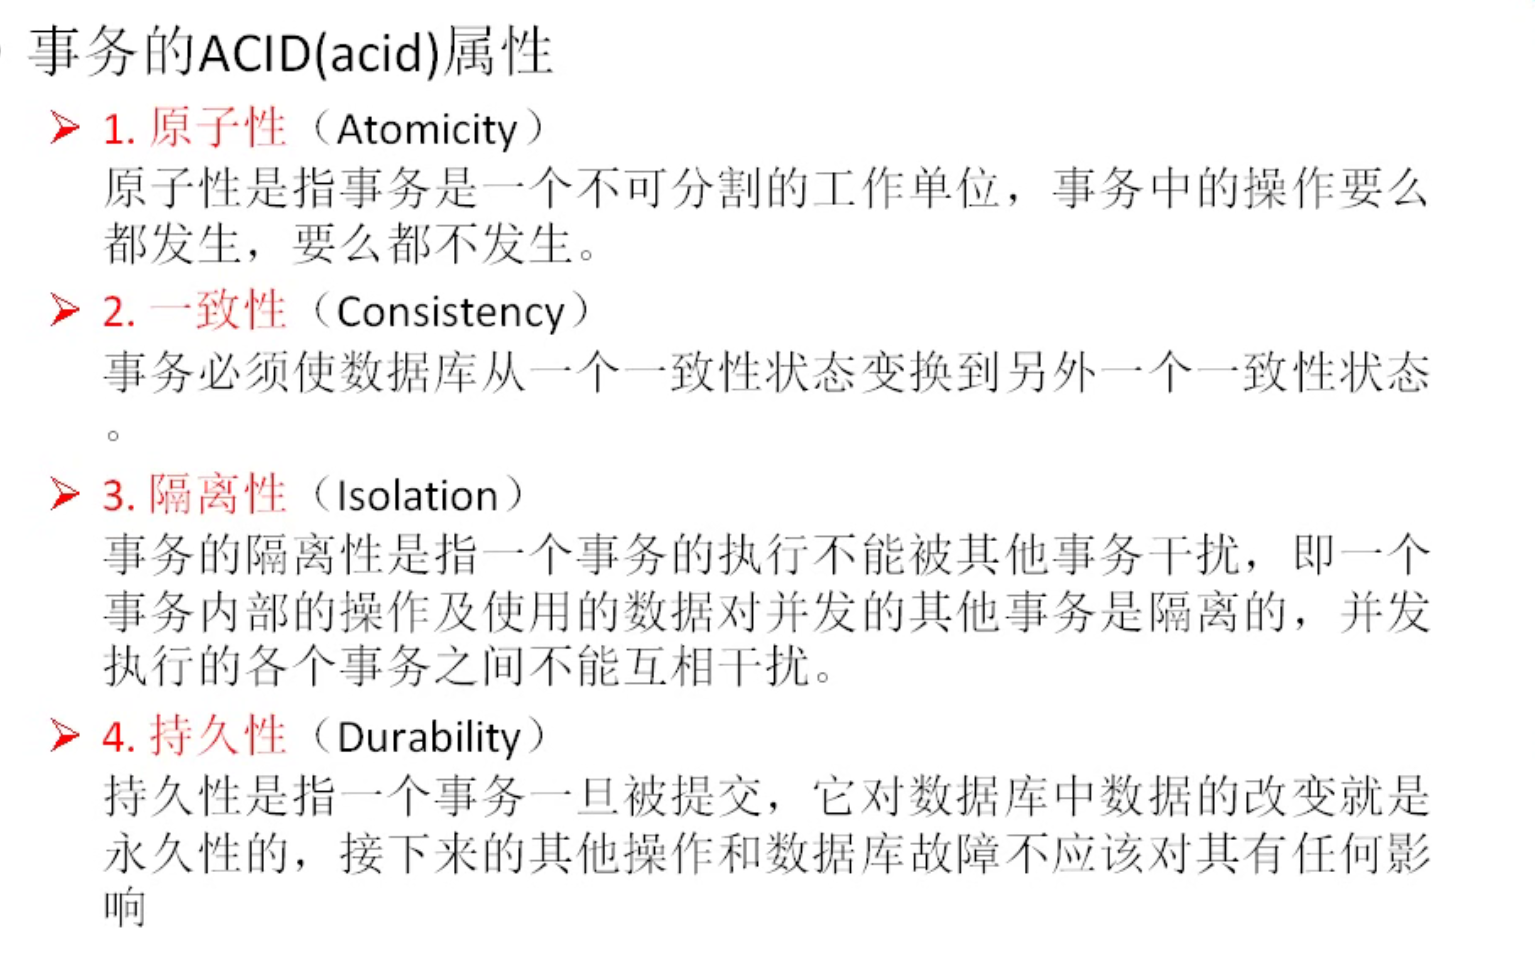 事务的ACID(acid)属性
1. 原子性（Atomicity）
原子性是指事务是一个不可分割的工作单位，事务中的操作要么
都发生，要么都不发生。
2. 一致性（Consistency）
事务必须使数据库从一个一致性状态变换到另外一个一致性状态
。
3. 隔离性（Isolation）
事务的隔离性是指一个事务的执行不能被其他事务干扰，即一个
事务内部的操作及使用的数据对并发的其他事务是隔离的，并发
执行的各个事务之间不能互相干扰。
4. 持久性（Durability）
持久性是指一个事务一旦被提交，它对数据库中数据的改变就是
永久性的，接下来的其他操作和数据库故障不应该对其有任何影
响